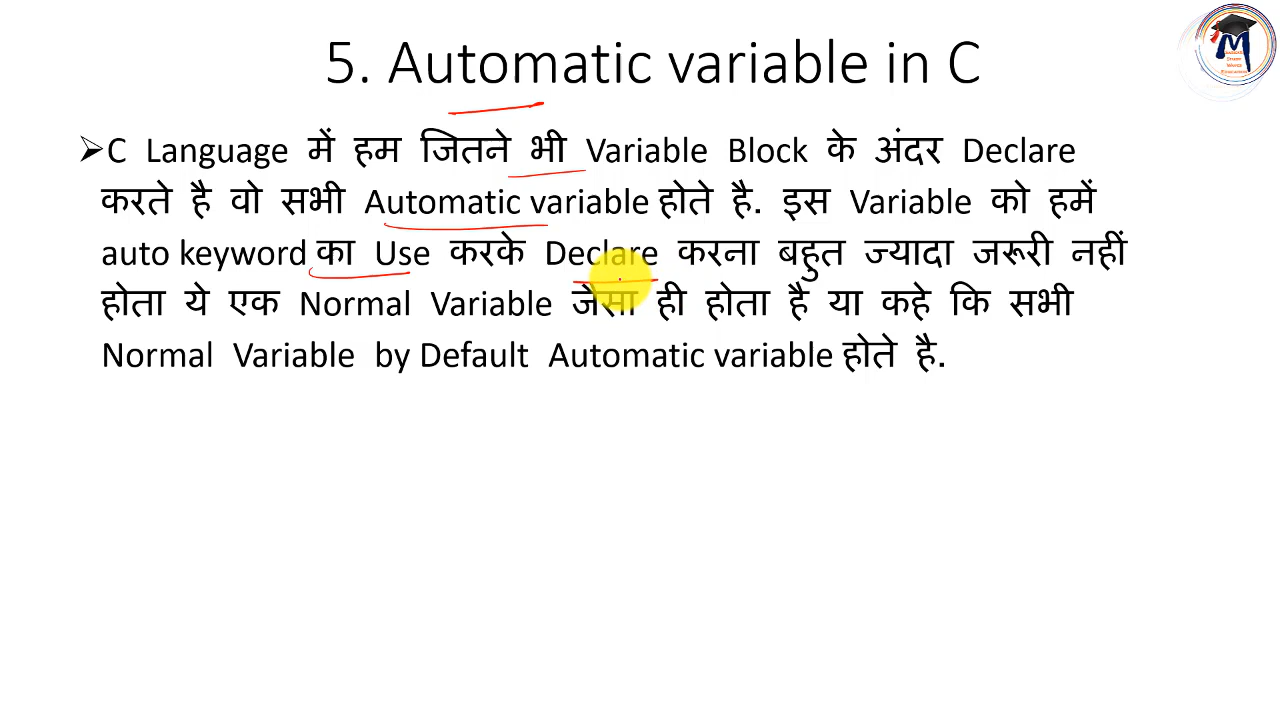 5. Automatic variable in C
➢C Language में हम जितने भी Variable Block के अंदर Declare
करते है वो सभी Automatic variable होते है. इस Variable को हमें
auto keyword का Use करके Declare करना बहुत ज्यादा जरूरी नहीं
होता ये एक Normal Variable जैसा ही होता है या कहे कि सभी
Normal Variable by Default Automatic variable होते है.